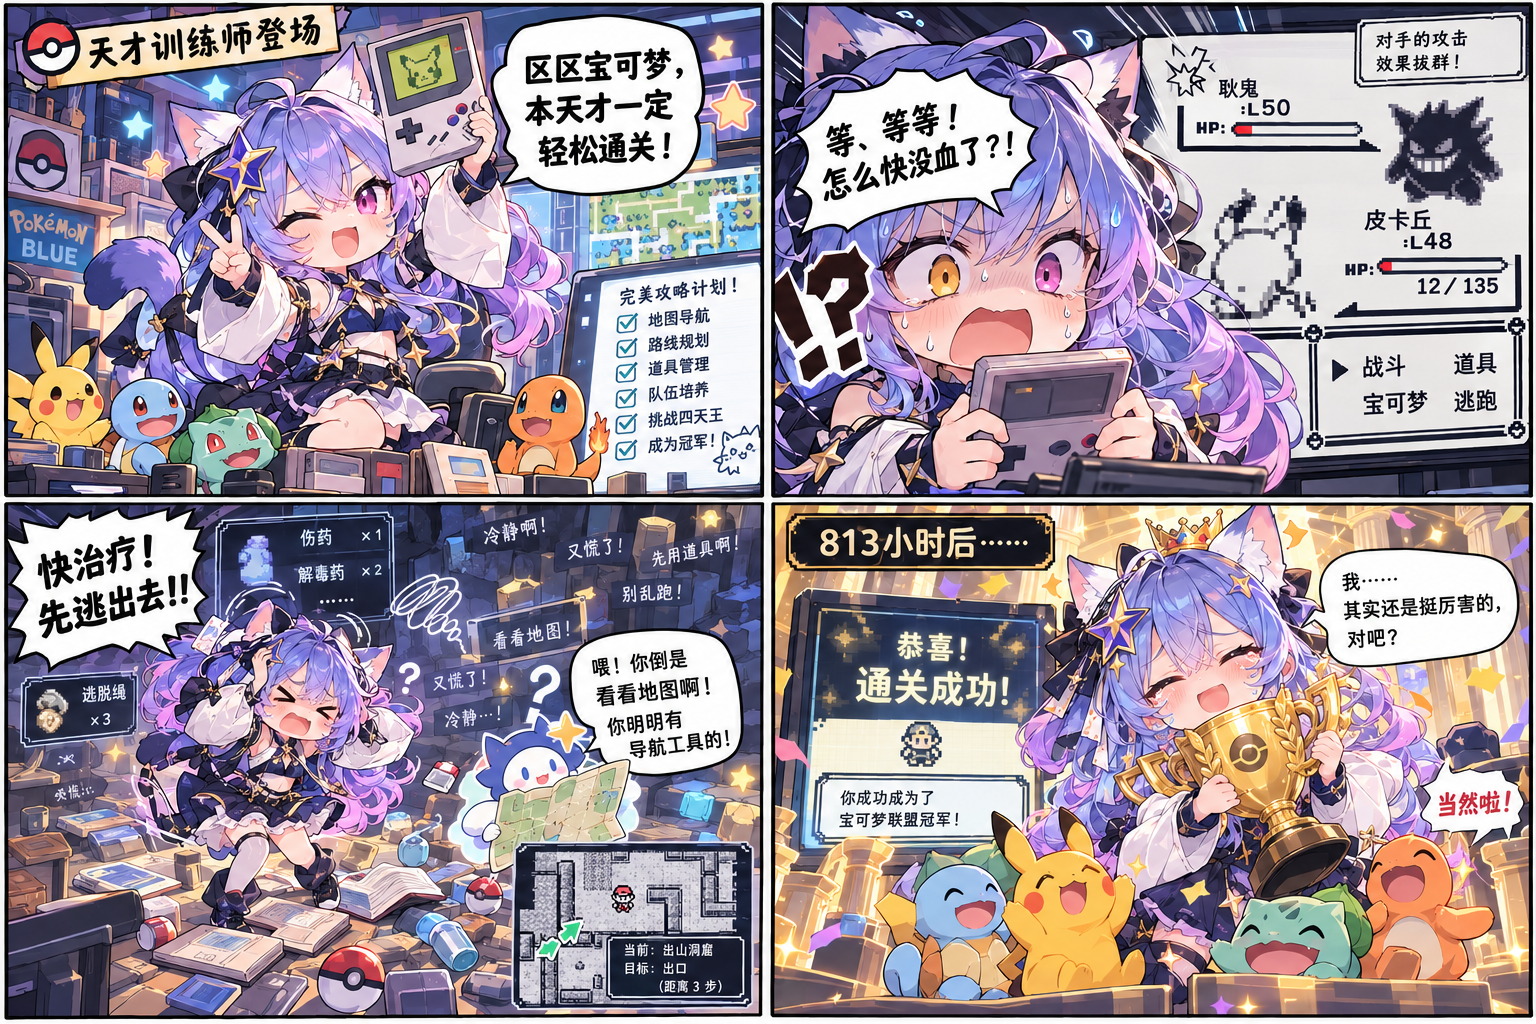 天才训练师登场
区区宝可梦，
本天才一定
轻松通关！
POKéMON
BLUE
完美攻略计划！
地图导航
路线规划
道具管理
队伍培养
挑战四天王
成为冠军！
等、等等！
怎么快没血了？！
!?
对手的攻击
效果拔群！
耿鬼
:L50
HP:
皮卡丘
:L48
HP:
12/135
战斗 道具
宝可梦 逃跑
快治疗！
先逃出去!!
伤药 ×1
解毒药 ×2
……
冷静啊！
又慌了！
先用道具啊！
别乱跑！
看看地图！
又慌了！
冷静…！
?
?
逃脱绳
×3
喂！你倒是
看看地图啊！
你明明有
导航工具的！
当前：出山洞窟
目标：出口
（距离 3 步）
813小时后……
恭喜！
通关成功！
你成功成为了
宝可梦联盟冠军！
我……
其实还是挺厉害的，
对吧？
当然啦！